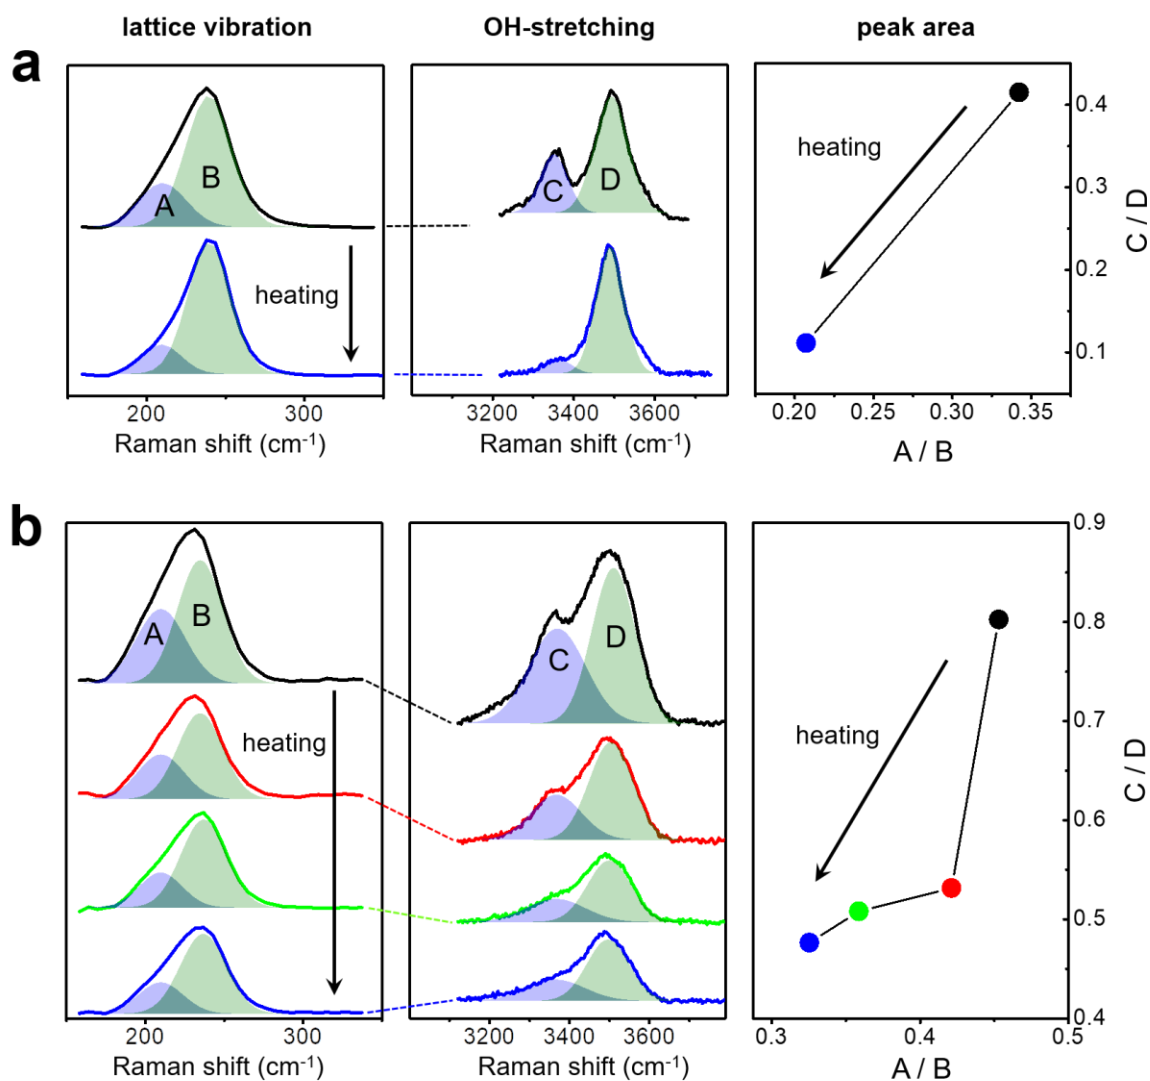 lattice vibration OH-stretching peak area
a
A B
heating
200 300
Raman shift (cm⁻¹)
C D
3200 3400 3600
Raman shift (cm⁻¹)
heating
0.4
0.3
0.2
0.1
C / D
0.20 0.25 0.30 0.35
A / B
b
A B
heating
200 300
Raman shift (cm⁻¹)
C D
3200 3400 3600
Raman shift (cm⁻¹)
heating
0.9
0.8
0.7
0.6
0.5
0.4
C / D
0.3 0.4 0.5
A / B